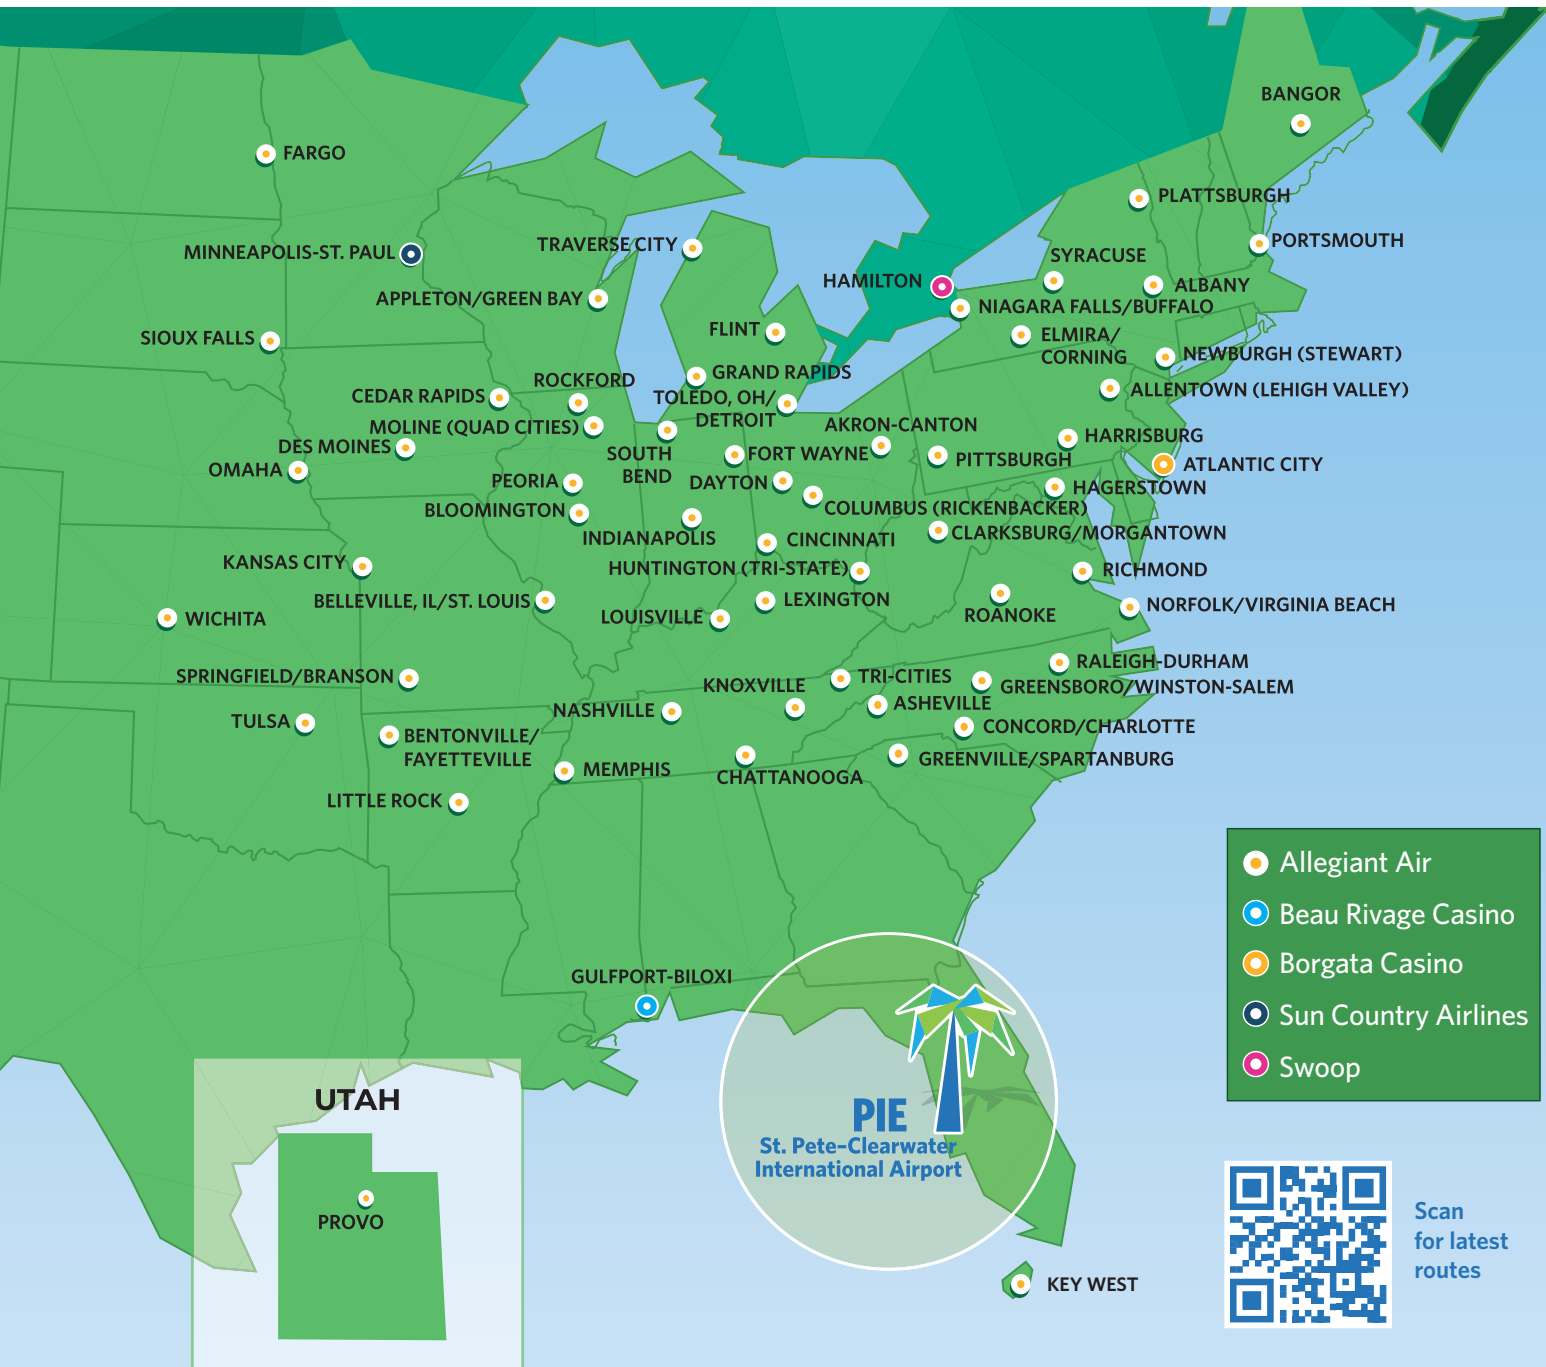 BANGOR
FARGO
PLATTSBURGH
PORTSMOUTH
MINNEAPOLIS-ST. PAUL
TRAVERSE CITY
SYRACUSE
HAMILTON
ALBANY
APPLETON/GREEN BAY
NIAGARA FALLS/BUFFALO
FLINT
SIOUX FALLS
ELMIRA/
CORNING
NEWBURGH (STEWART)
GRAND RAPIDS
ROCKFORD
CEDAR RAPIDS
TOLEDO, OH/
DETROIT
ALLENTOWN (LEHIGH VALLEY)
MOLINE (QUAD CITIES)
AKRON-CANTON
HARRISBURG
DES MOINES
SOUTH
BEND
FORT WAYNE
PITTSBURGH
ATLANTIC CITY
OMAHA
PEORIA
DAYTON
HAGERSTOWN
BLOOMINGTON
COLUMBUS (RICKENBACKER)
INDIANAPOLIS
CINCINNATI
CLARKSBURG/MORGANTOWN
KANSAS CITY
HUNTINGTON (TRI-STATE)
RICHMOND
BELLEVILLE, IL/ST. LOUIS
LEXINGTON
NORFOLK/VIRGINIA BEACH
WICHITA
LOUISVILLE
ROANOKE
RALEIGH-DURHAM
SPRINGFIELD/BRANSON
KNOXVILLE
TRI-CITIES
GREENSBORO/WINSTON-SALEM
TULSA
NASHVILLE
ASHEVILLE
BENTONVILLE/
FAYETTEVILLE
CONCORD/CHARLOTTE
MEMPHIS
CHATTANOOGA
GREENVILLE/SPARTANBURG
LITTLE ROCK
Allegiant Air
Beau Rivage Casino
Borgata Casino
Sun Country Airlines
Swoop
GULFPORT-BILOXI
UTAH
PROVO
PIE
St. Pete-Clearwater
International Airport
KEY WEST
Scan
for latest
routes